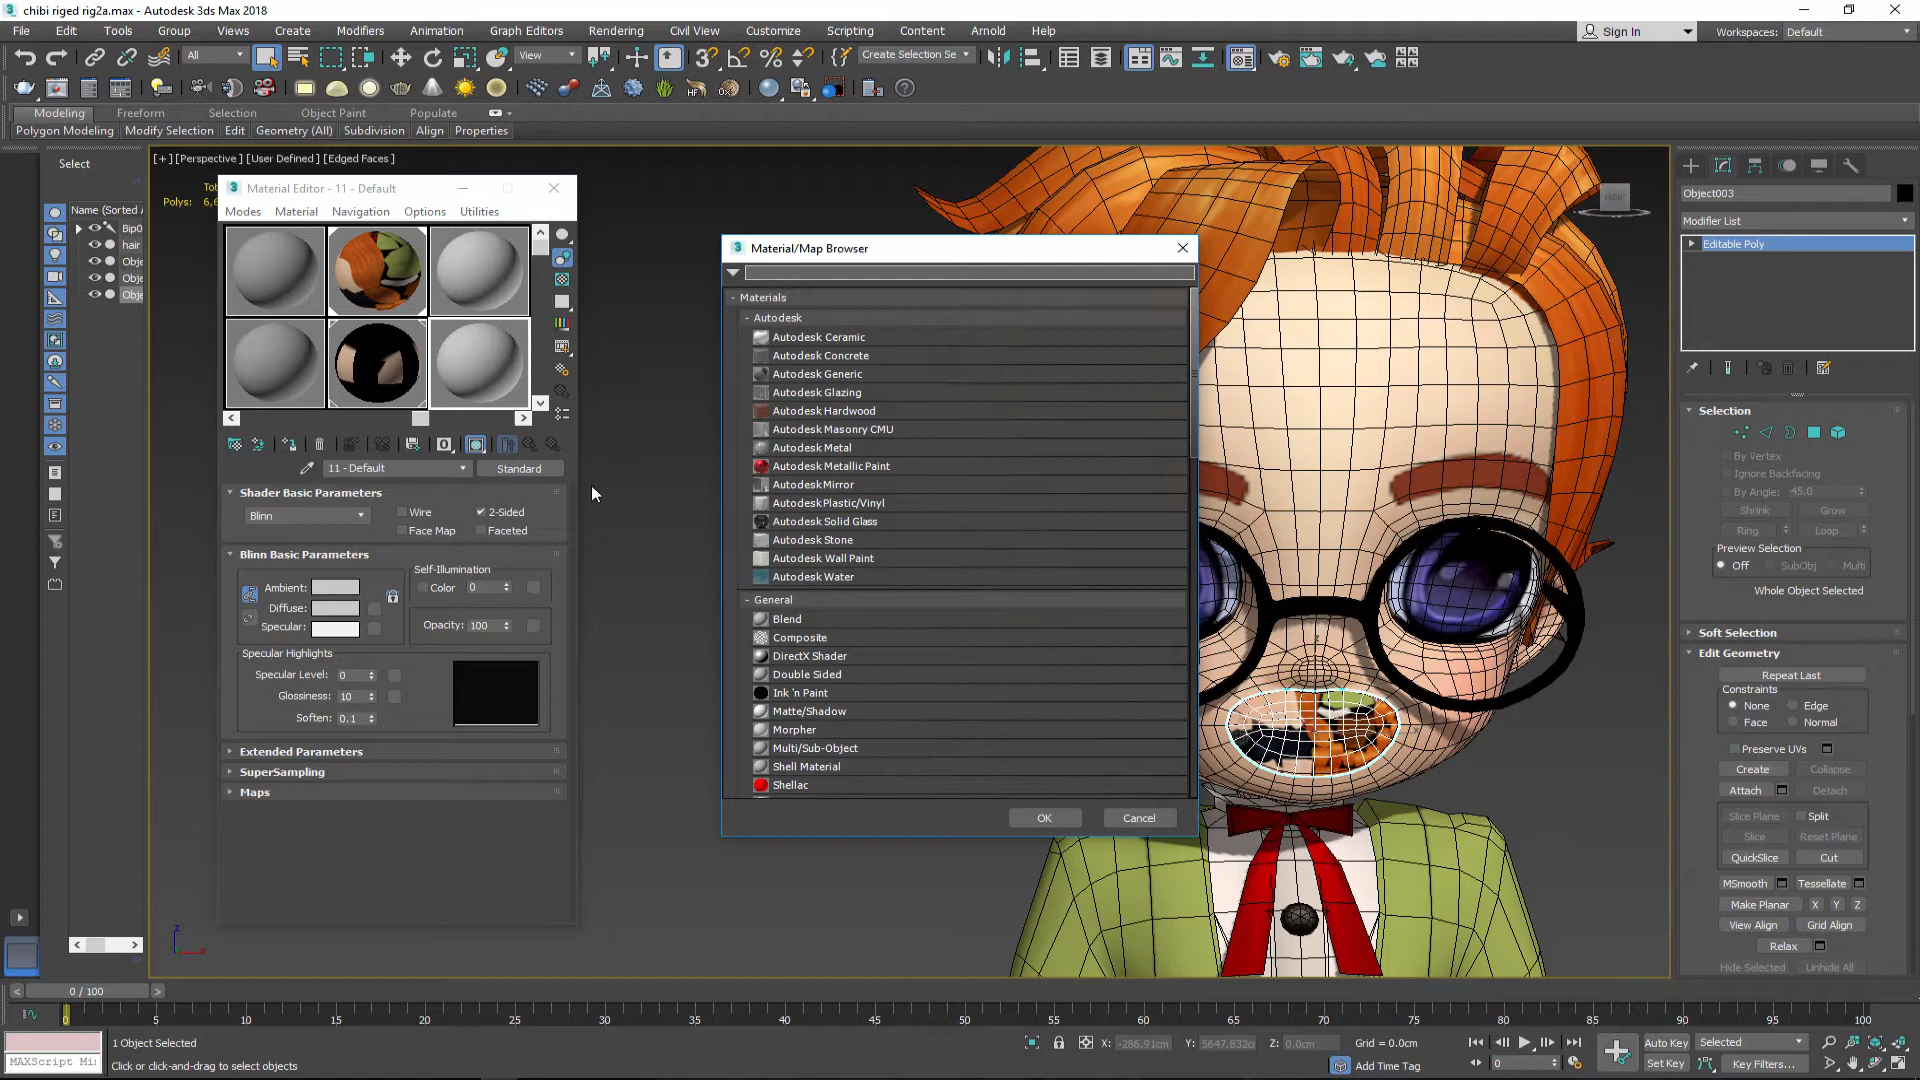 chibi riged rig2a.max - Autodesk 3ds Max 2018
File Edit Tools Group Views Create Modifiers Animation Graph Editors Rendering Civil View Customize Scripting Content Arnold Help
Sign In Workspaces: Default
All View Create Selection Se
Modeling Freeform Selection Object Paint Populate
Polygon Modeling Modify Selection Edit Geometry (All) Subdivision Align Properties
Select
[+] [Perspective] [User Defined] [Edged Faces]
Polys:
Name (Sorted A
Bip0
hair
Obje
Obje
Obje
Material Editor - 11 - Default
Modes Material Navigation Options Utilities
11 - Default Standard
Shader Basic Parameters
Blinn Wire 2-Sided
Face Map Faceted
Blinn Basic Parameters
Self-Illumination
Ambient: Color 0
Diffuse:
Specular: Opacity: 100
Specular Highlights
Specular Level: 0
Glossiness: 10
Soften: 0.1
Extended Parameters
SuperSampling
Maps
Material/Map Browser
- Materials
- Autodesk
Autodesk Ceramic
Autodesk Concrete
Autodesk Generic
Autodesk Glazing
Autodesk Hardwood
Autodesk Masonry CMU
Autodesk Metal
Autodesk Metallic Paint
Autodesk Mirror
Autodesk Plastic/Vinyl
Autodesk Solid Glass
Autodesk Stone
Autodesk Wall Paint
Autodesk Water
- General
Blend
Composite
DirectX Shader
Double Sided
Ink 'n Paint
Matte/Shadow
Morpher
Multi/Sub-Object
Shell Material
Shellac
OK Cancel
FRONT
Object003
Modifier List
Editable Poly
Selection
By Vertex
Ignore Backfacing
By Angle: 45.0
Shrink Grow
Ring Loop
Preview Selection
Off SubObj Multi
Whole Object Selected
Soft Selection
Edit Geometry
Repeat Last
Constraints
None Edge
Face Normal
Preserve UVs
Create Collapse
Attach Detach
Slice Plane Split
Slice Reset Plane
QuickSlice Cut
MSmooth Tessellate
Make Planar X Y Z
View Align Grid Align
Relax
Hide Selected Unhide All
z
x
0 / 100
0 5 10 15 20 25 30 35 40 45 50 55 60 65 70 75 80 85 90 95 100
1 Object Selected X: -286.91cm Y: 5647.832c Z: 0.0cm Grid = 0.0cm Auto Key Selected
MAXScript Mi Click or click-and-drag to select objects Add Time Tag 0 Set Key Key Filters...